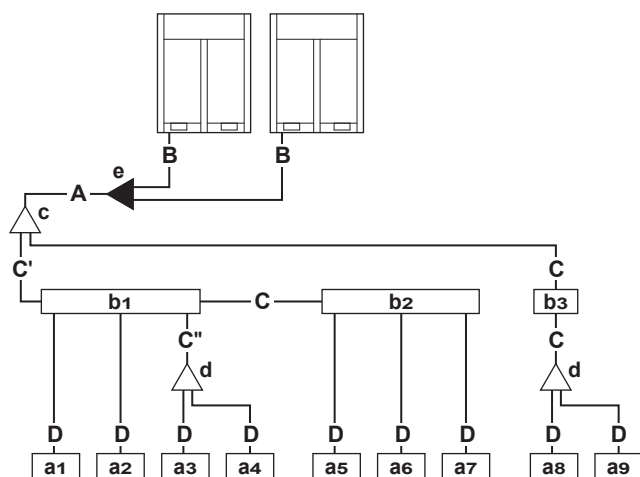 B B
e
A
c
C' C
b1 C b2 b3
C" C
d d
D D D D D D D D D
a1 a2 a3 a4 a5 a6 a7 a8 a9